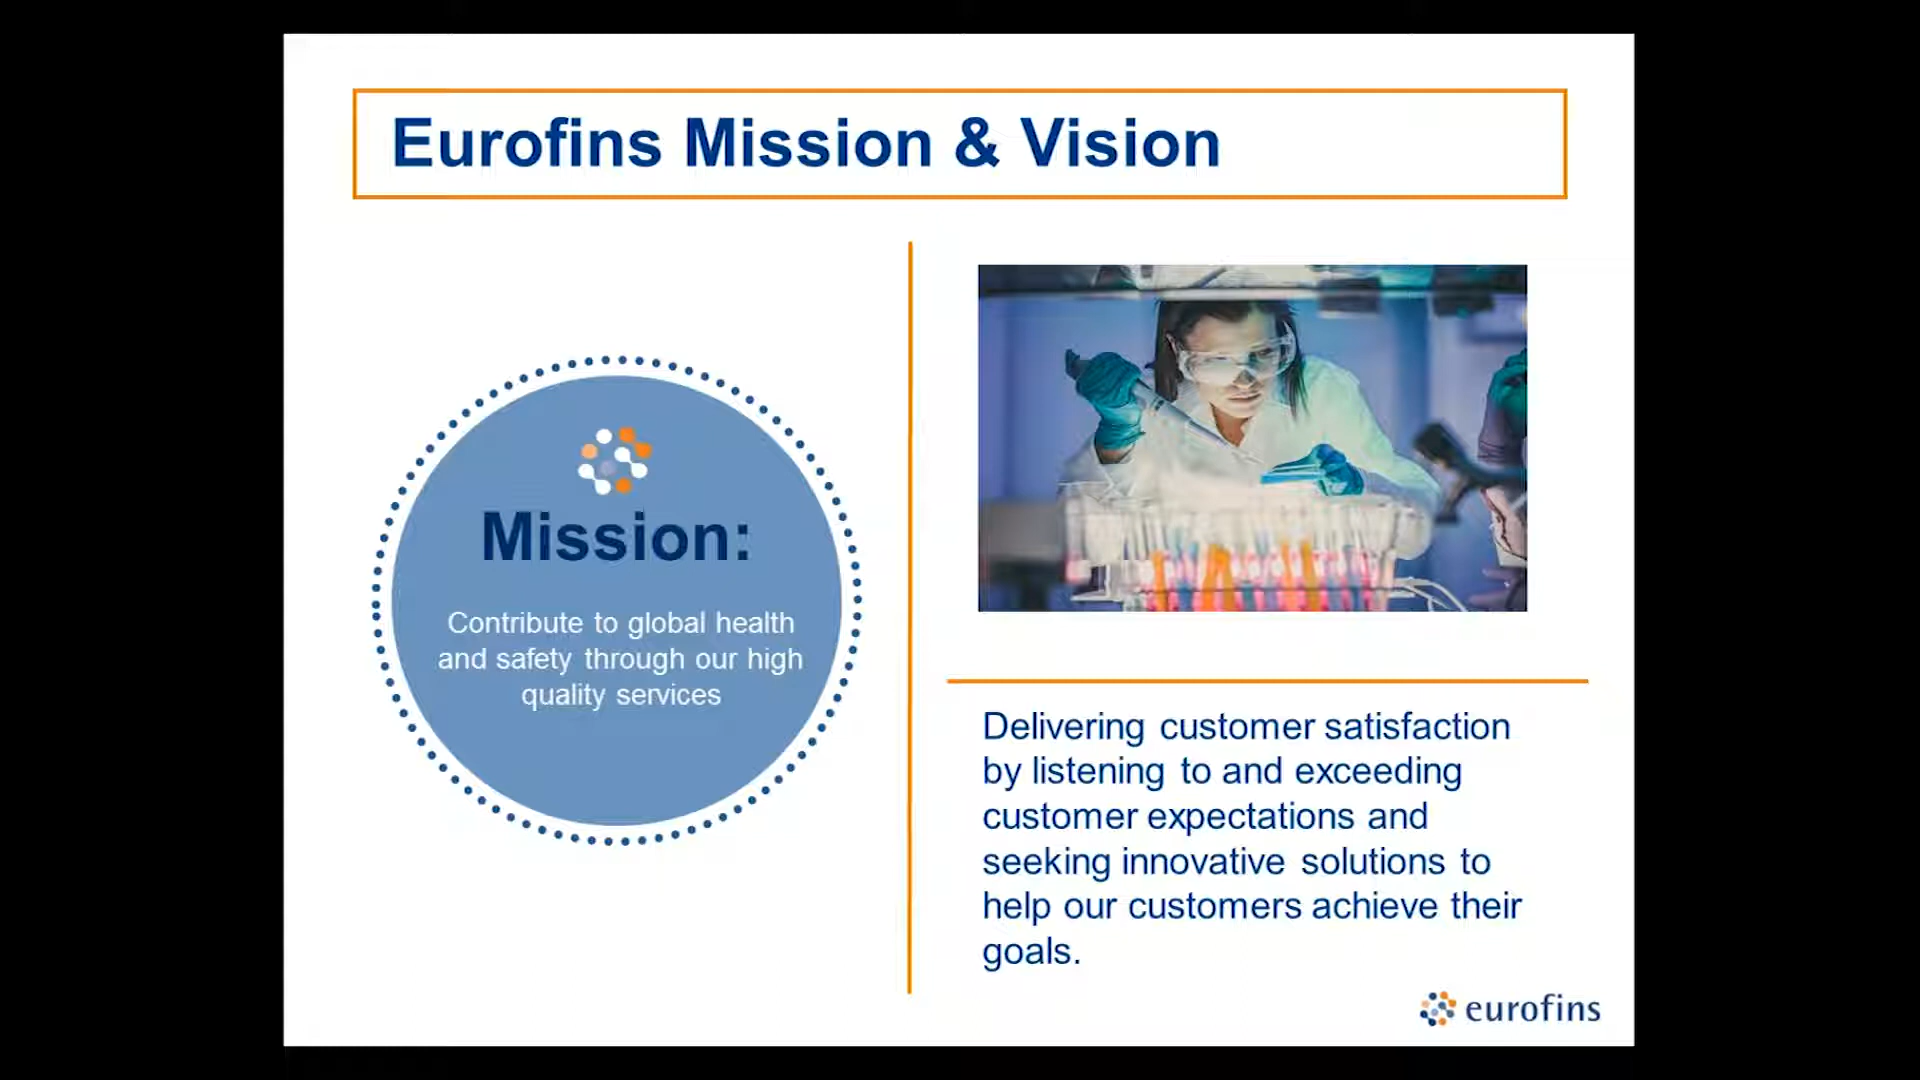 Eurofins Mission & Vision
Mission:
Contribute to global health
and safety through our high
quality services
Delivering customer satisfaction
by listening to and exceeding
customer expectations and
seeking innovative solutions to
help our customers achieve their
goals.
eurofins